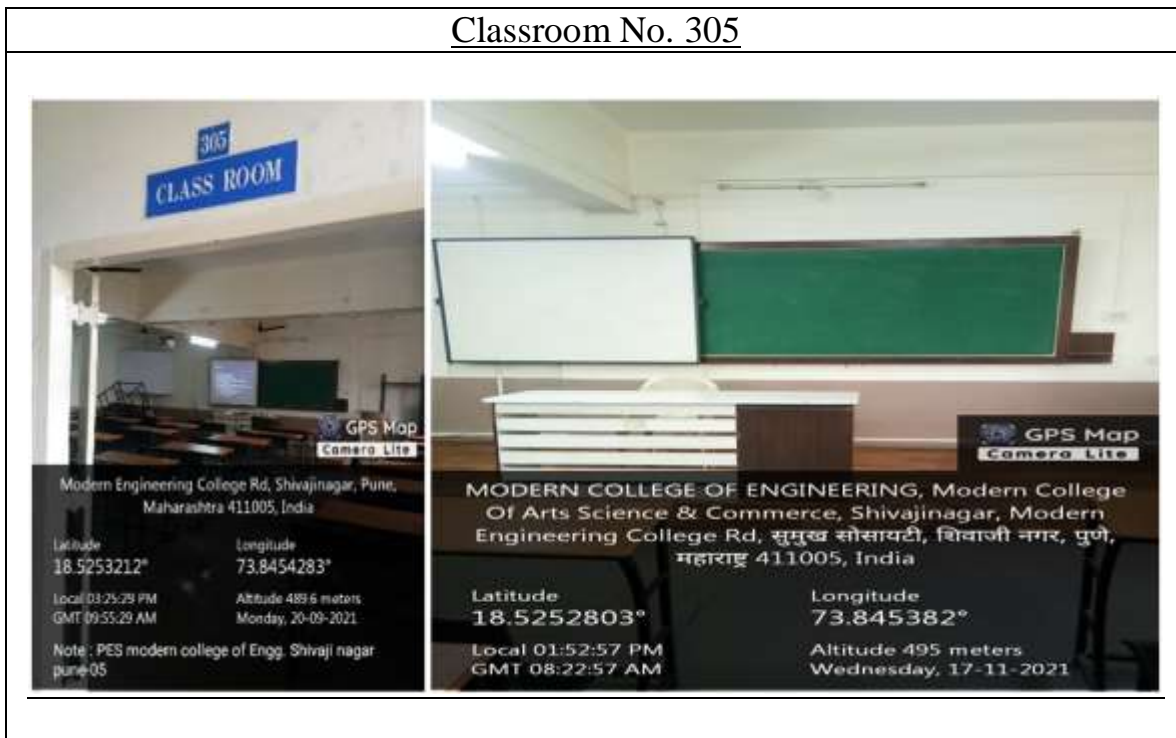 Classroom No. 305
305
CLASS ROOM
GPS Map
Camera Lite
Modern Engineering College Rd, Shivajinagar, Pune,
Maharashtra 411005, India
Latitude
18.5253212°
Longitude
73.8454283°
Local 03:25:29 PM
GMT 09:55:29 AM
Altitude 489.6 meters
Monday, 20-09-2021
Note : PES modern college of Engg. Shivaji nagar
pune-05
GPS Map
Camera Lite
MODERN COLLEGE OF ENGINEERING, Modern College
Of Arts Science & Commerce, Shivajinagar, Modern
Engineering College Rd, सुमुख सोसायटी, शिवाजी नगर, पुणे,
महाराष्ट्र 411005, India
Latitude
18.5252803°
Longitude
73.845382°
Local 01:52:57 PM
GMT 08:22:57 AM
Altitude 495 meters
Wednesday, 17-11-2021